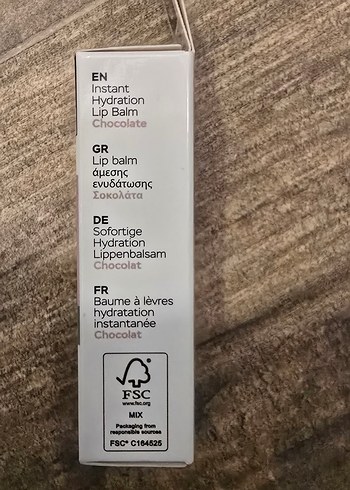 EN
Instant
Hydration
Lip Balm
Chocolate
GR
Lip balm
άμεσης
ενυδάτωσης
Σοκολάτα
DE
Sofortige
Hydration
Lippenbalsam
Chocolat
FR
Baume à lèvres
hydratation
instantanée
Chocolat
FSC
www.fsc.org
MIX
Packaging from
responsible sources
FSC® C164525